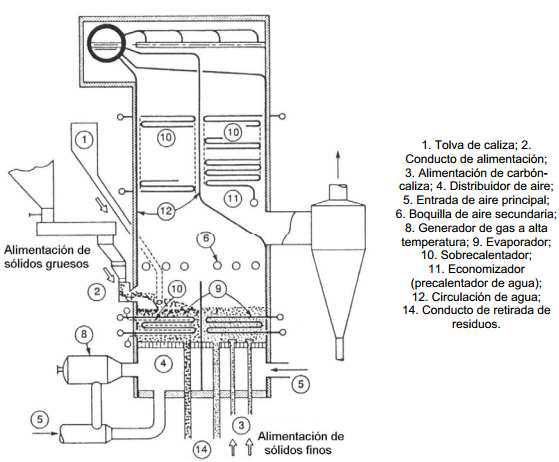 1
10
10
11
12
6
Alimentación de
sólidos gruesos
2
10
9
8
4
5
5
3
14
Alimentación de
sólidos finos
1. Tolva de caliza; 2.
Conducto de alimentación;
3. Alimentación de carbón-
caliza; 4. Distribuidor de aire;
5. Entrada de aire principal;
6. Boquilla de aire secundaria;
8. Generador de gas a alta
temperatura; 9. Evaporador;
10. Sobrecalentador;
11. Economizador
(precalentador de agua);
12. Circulación de agua;
14. Conducto de retirada de
residuos.